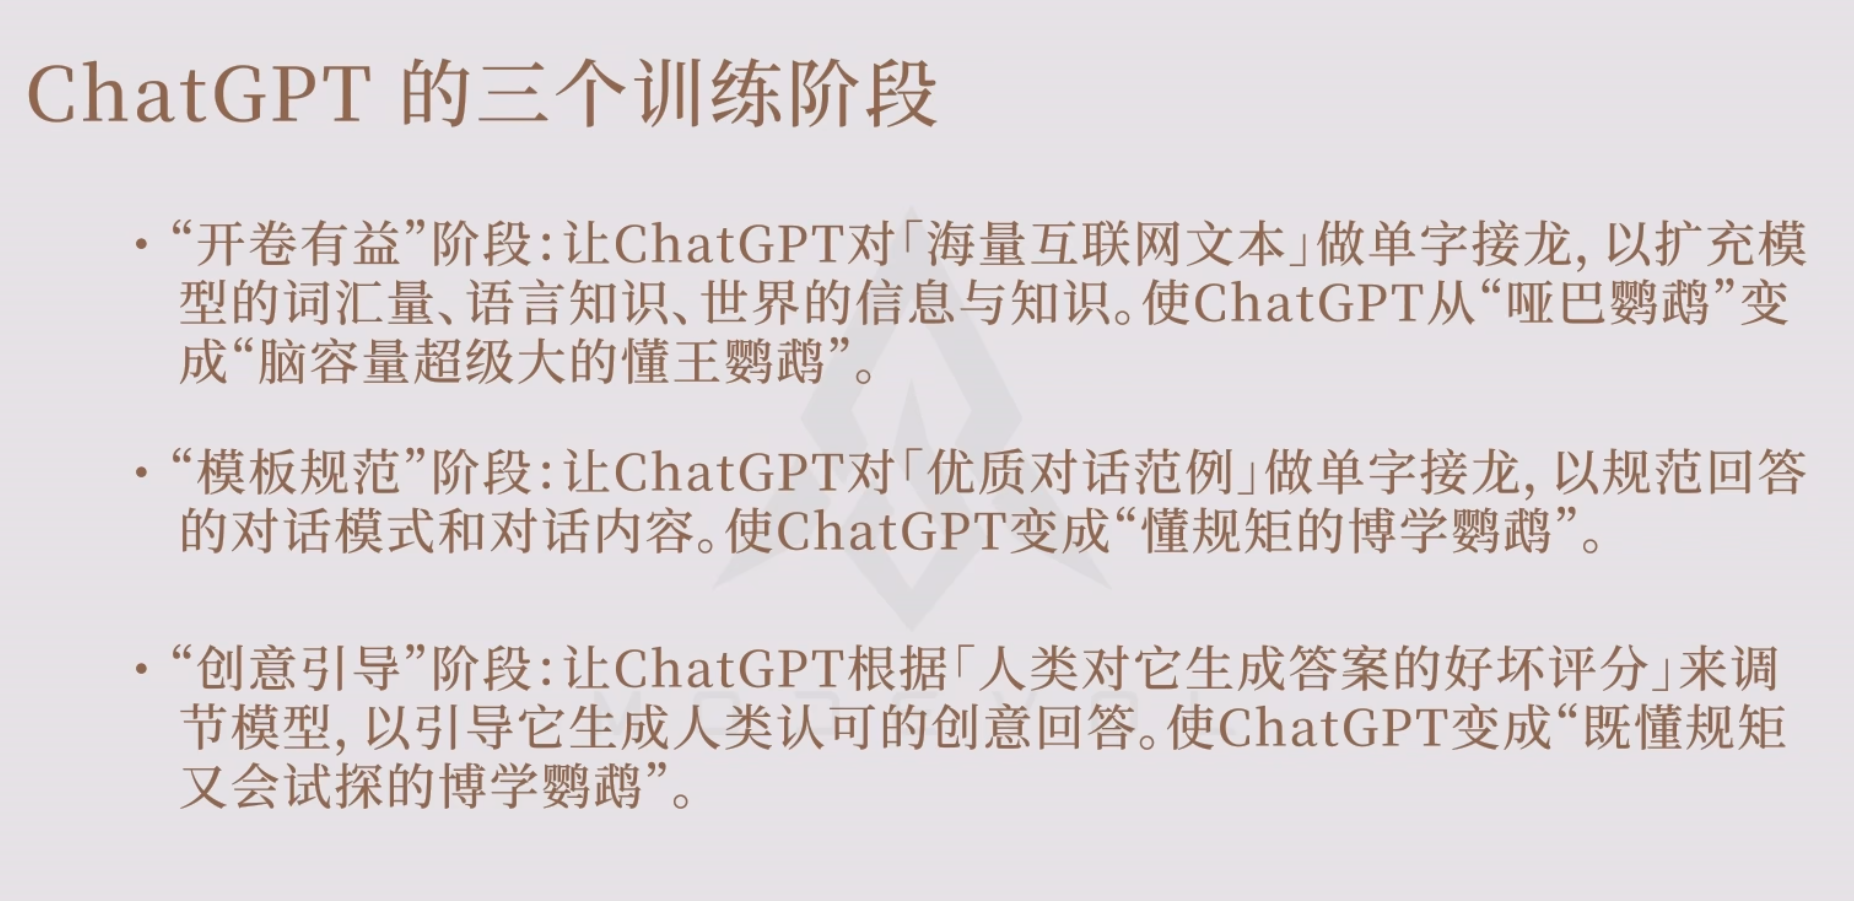 ChatGPT 的三个训练阶段
• “开卷有益”阶段:让ChatGPT对「海量互联网文本」做单字接龙, 以扩充模
型的词汇量、语言知识、世界的信息与知识。使ChatGPT从“哑巴鹦鹉”变
成“脑容量超级大的懂王鹦鹉”。
• “模板规范”阶段:让ChatGPT对「优质对话范例」做单字接龙, 以规范回答
的对话模式和对话内容。使ChatGPT变成“懂规矩的博学鹦鹉”。
• “创意引导”阶段:让ChatGPT根据「人类对它生成答案的好坏评分」来调
节模型, 以引导它生成人类认可的创意回答。使ChatGPT变成“既懂规矩
又会试探的博学鹦鹉”。